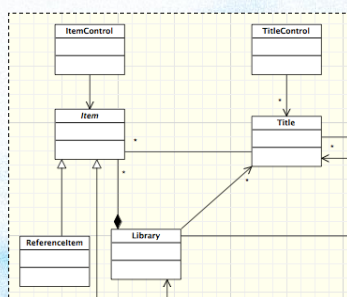 ItemControl
TitleControl
*
Item
Title
*
*
*
*
ReferenceItem
Library